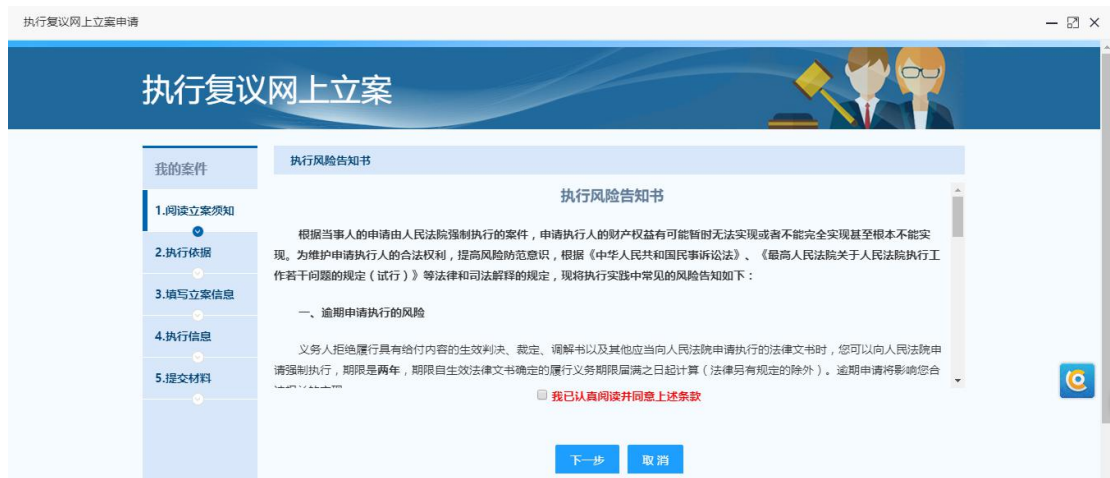 执行复议网上立案申请
执行复议网上立案
我的案件
1.阅读立案须知
2.执行依据
3.填写立案信息
4.执行信息
5.提交材料
执行风险告知书
执行风险告知书
根据当事人的申请由人民法院强制执行的案件，申请执行人的财产权益有可能暂时无法实现或者不能完全实现甚至根本不能实
现。为维护申请执行人的合法权利，提高风险防范意识，根据《中华人民共和国民事诉讼法》、《最高人民法院关于人民法院执行工
作若干问题的规定（试行）》等法律和司法解释的规定，现将执行实践中常见的风险告知如下：
一、逾期申请执行的风险
义务人拒绝履行具有给付内容的生效判决、裁定、调解书以及其他应当向人民法院申请执行的法律文书时，您可以向人民法院申
请强制执行，期限是两年，期限自生效法律文书确定的履行义务期限届满之日起计算（法律另有规定的除外）。逾期申请将影响您合
我已认真阅读并同意上述条款
下一步
取消